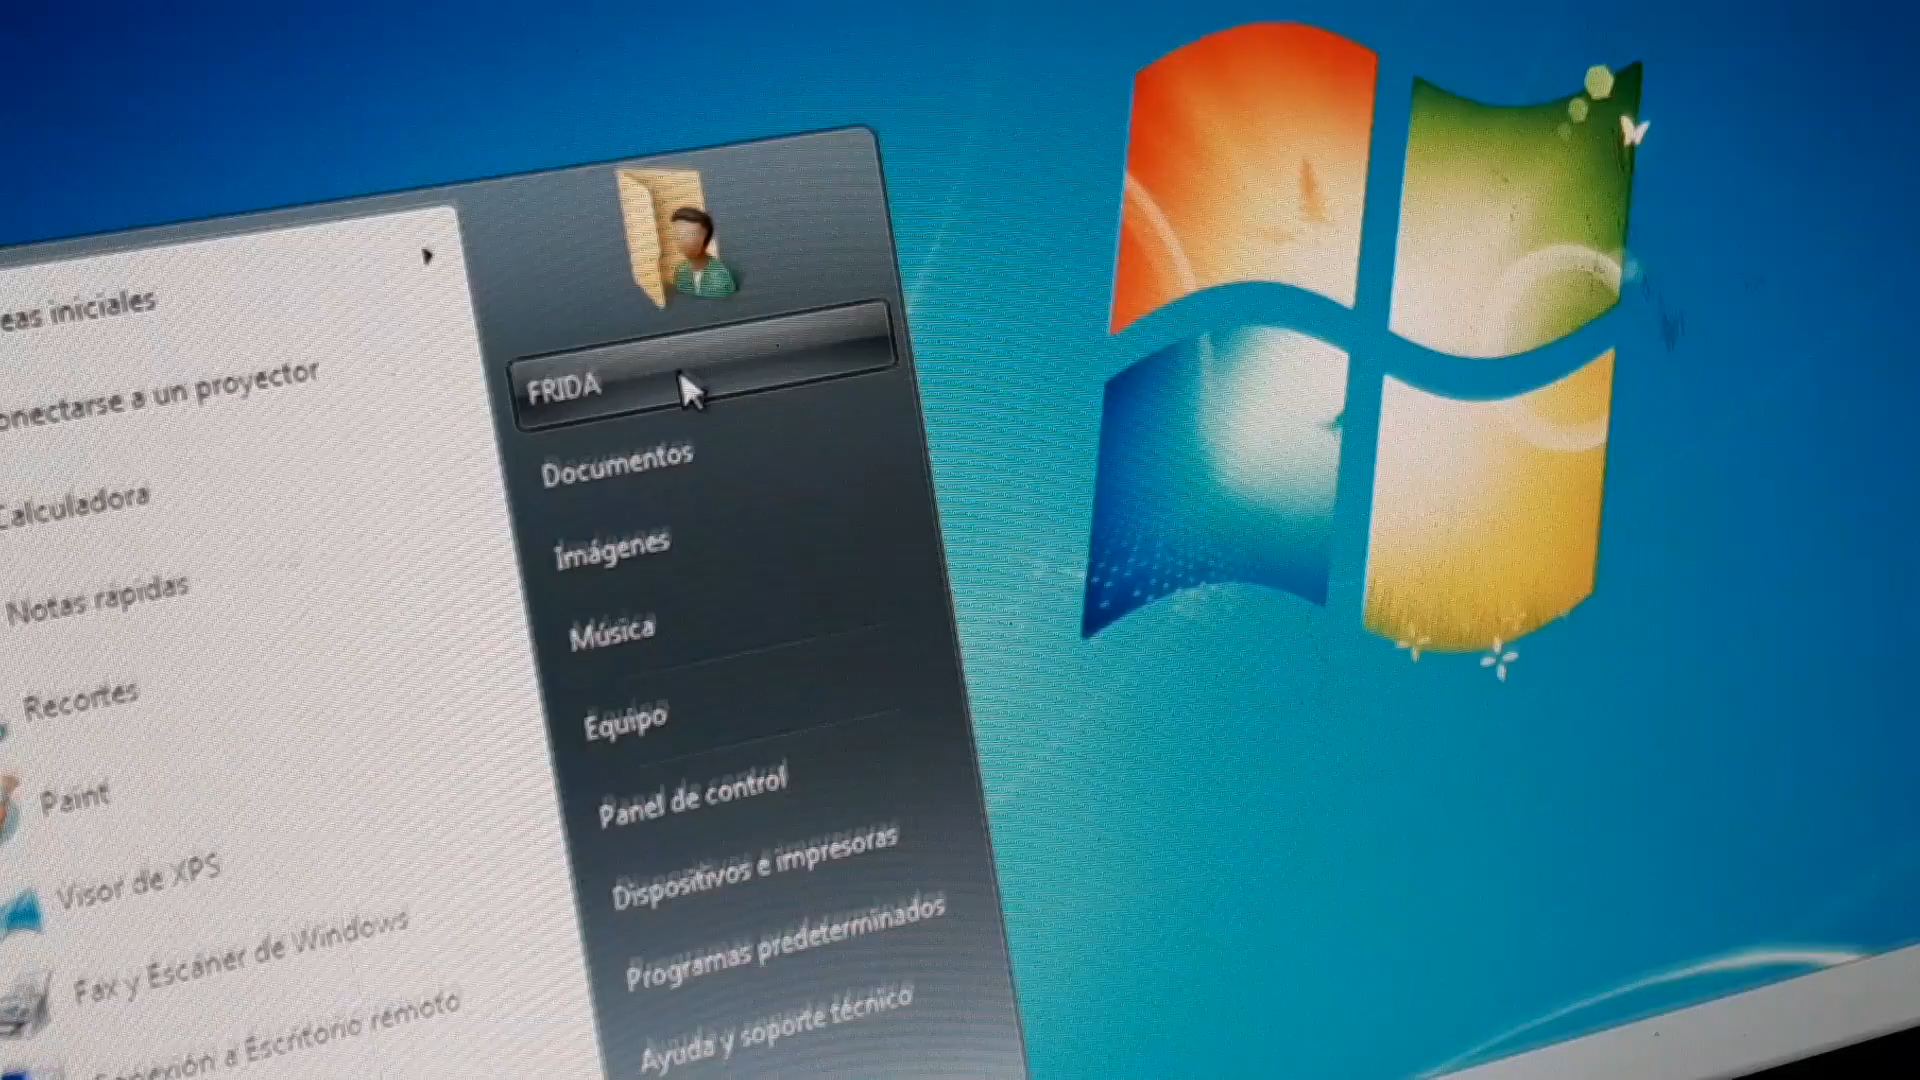 eas iniciales
onectarse a un proyector
Calculadora
Notas rápidas
Recortes
Paint
Visor de XPS
Fax y Escáner de Windows
Conexión a Escritorio remoto
FRIDA
Documentos
Imágenes
Música
Equipo
Panel de control
Dispositivos e impresoras
Programas predeterminados
Ayuda y soporte técnico